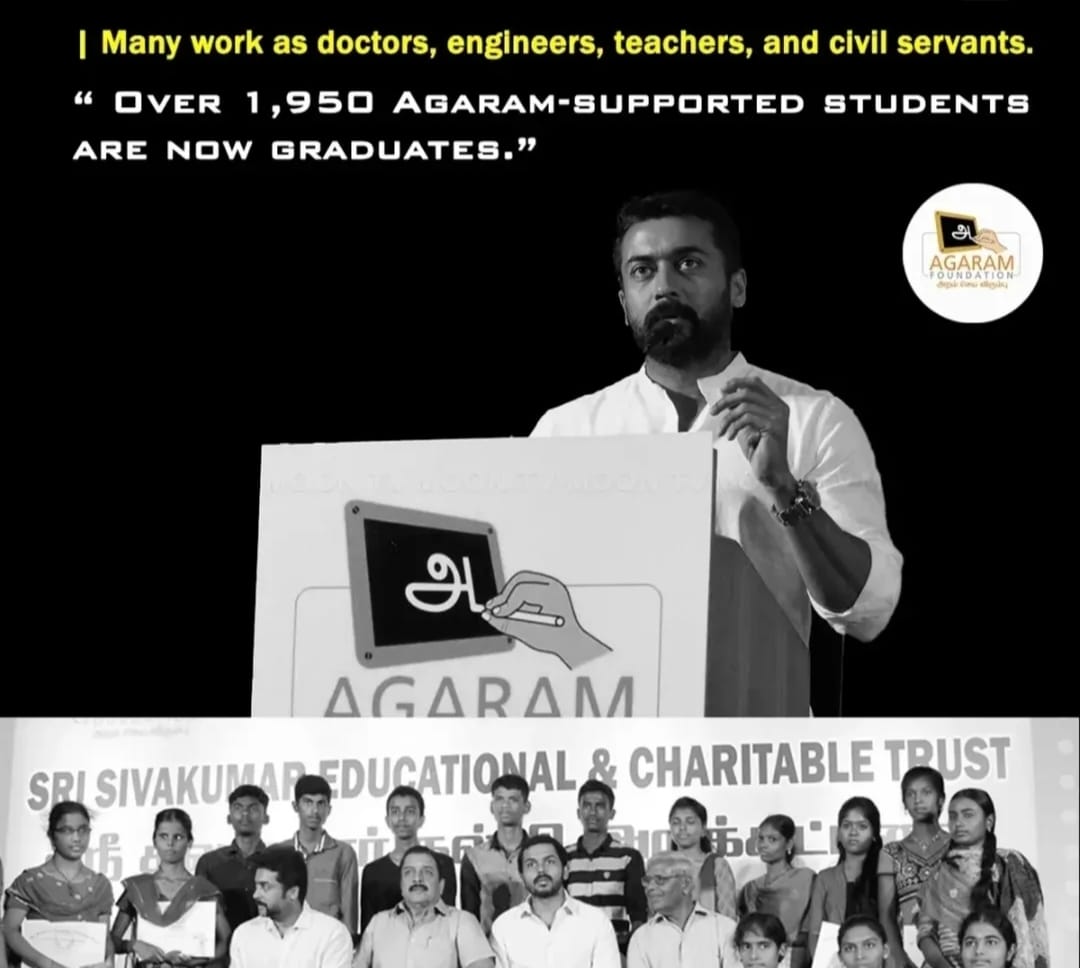 | Many work as doctors, engineers, teachers, and civil servants.
“ Over 1,950 Agaram-supported students
are now graduates.”
அ
AGARAM
FOUNDATION
அறம் செய விரும்பு
அ
AGARAM
SRI SIVAKUMAR EDUCATIONAL & CHARITABLE TRUST